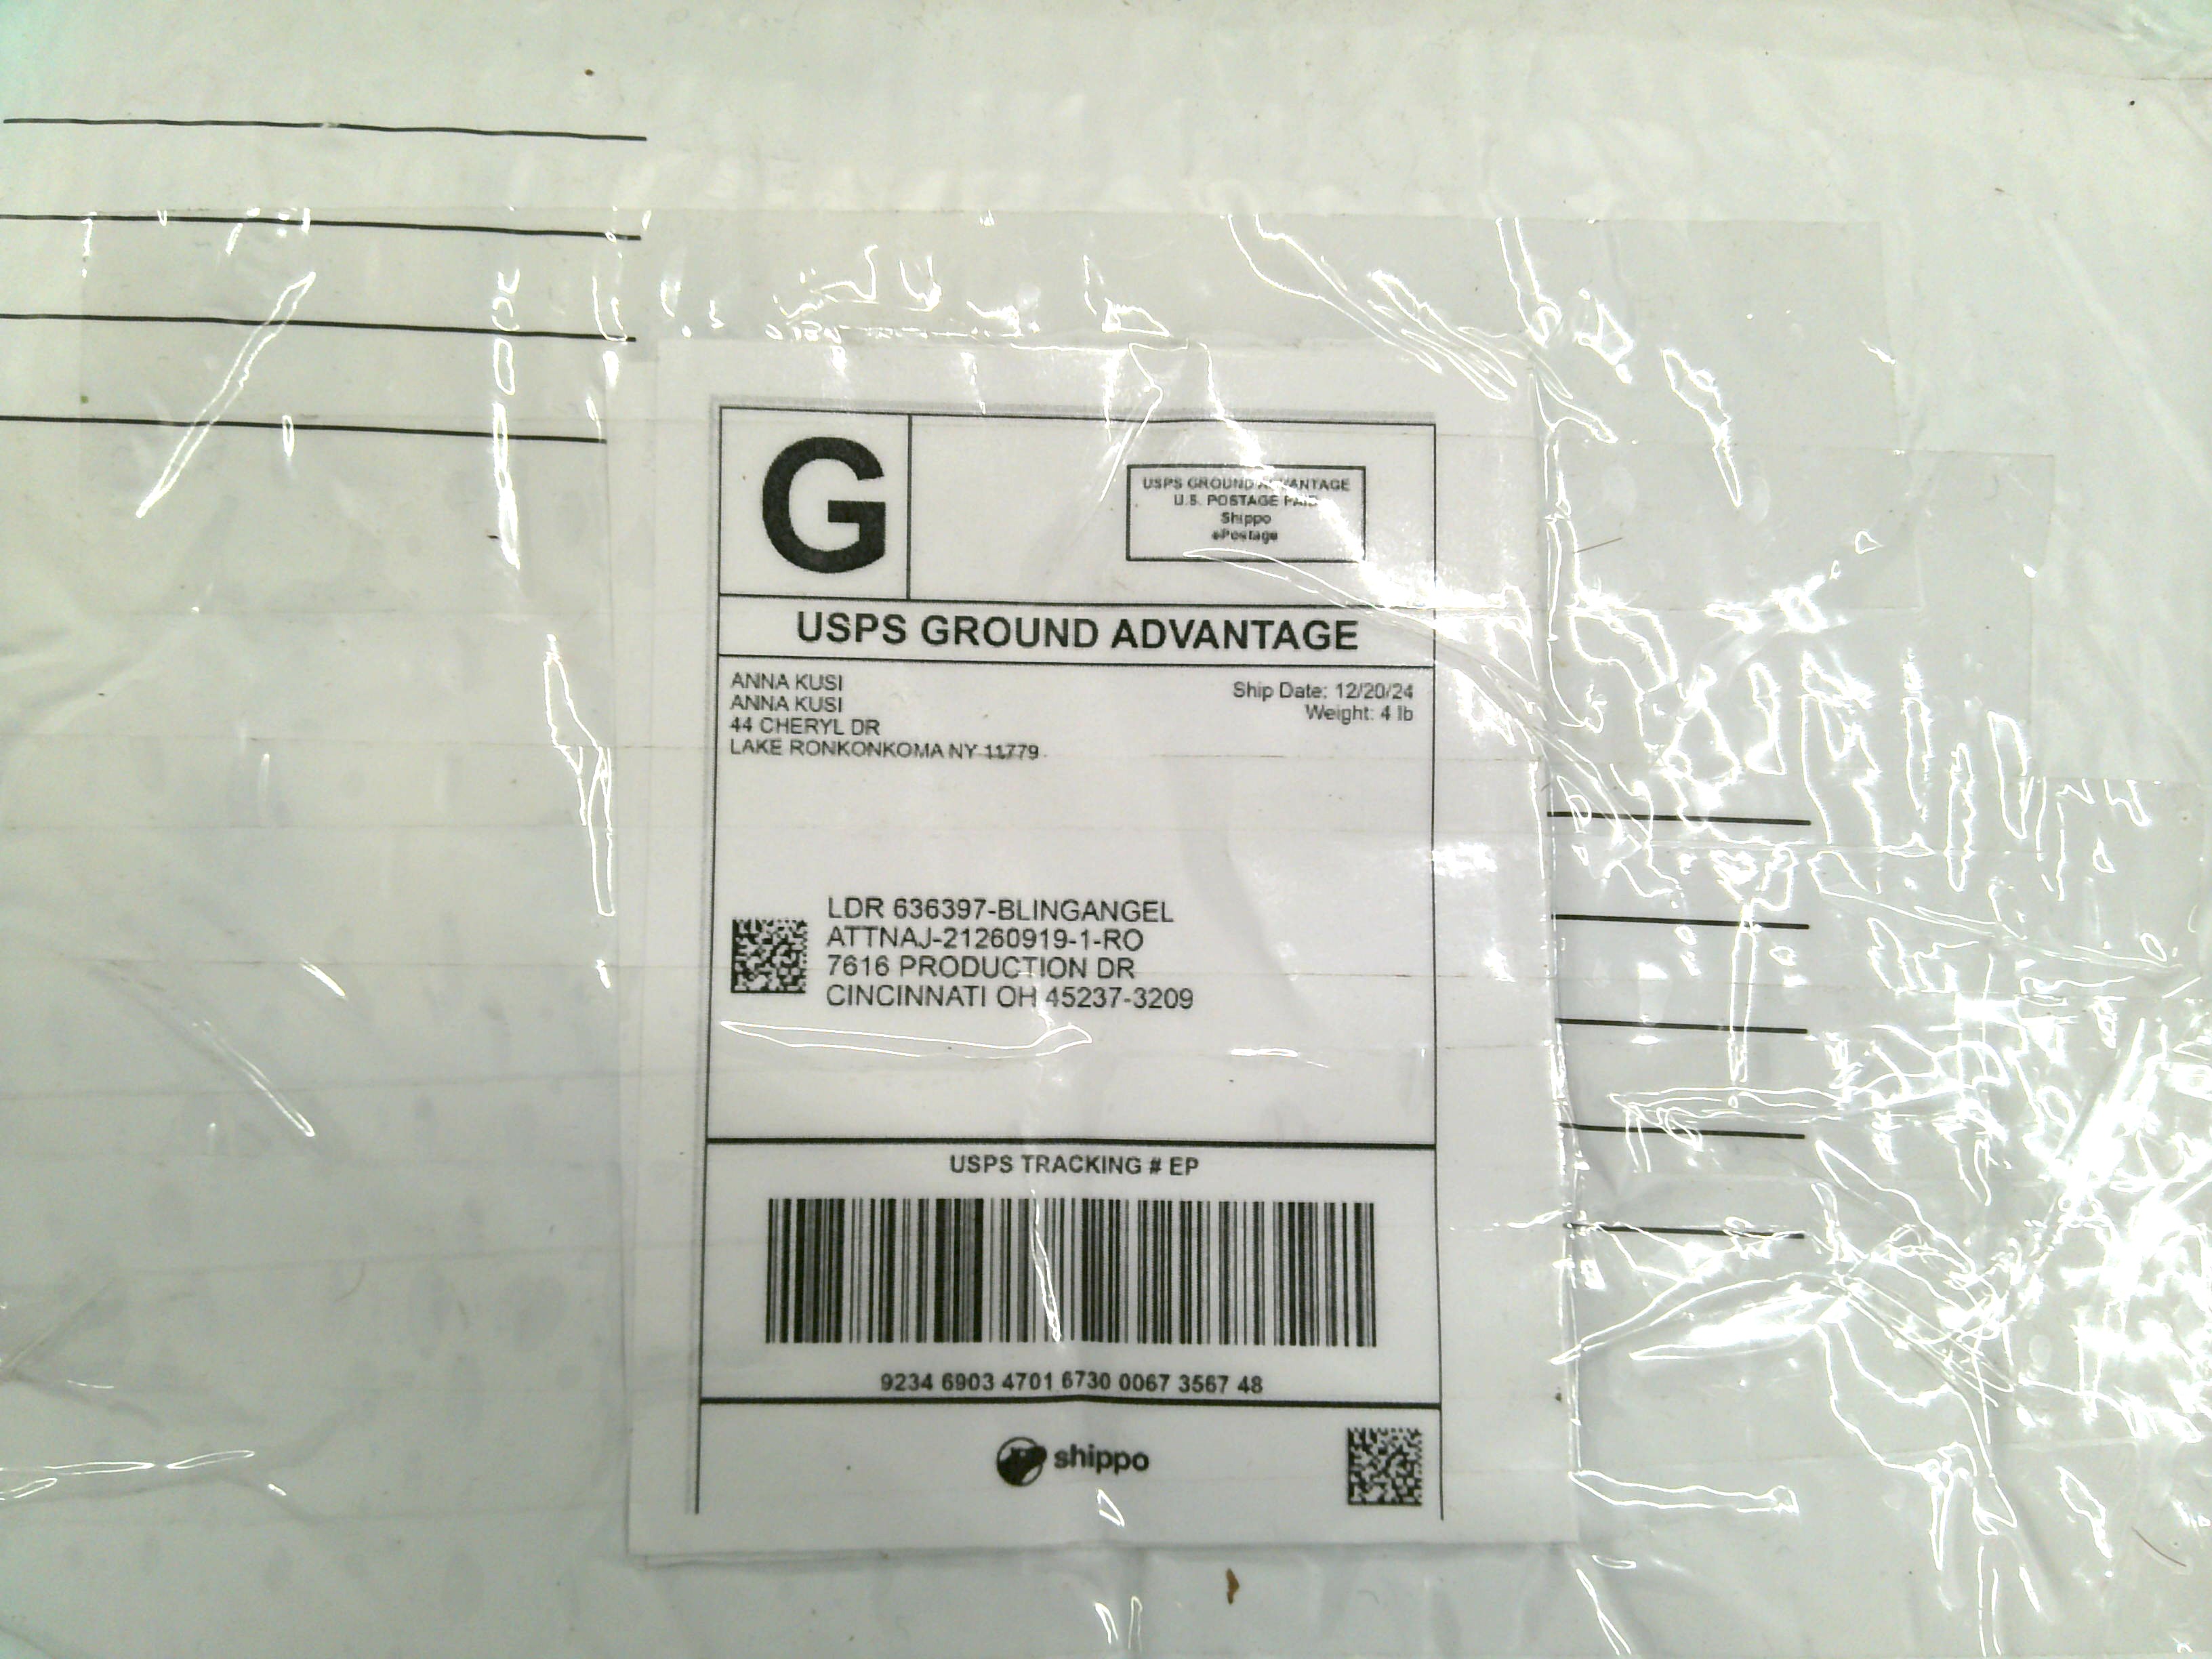 G
USPS GROUND ADVANTAGE
U.S. POSTAGE PAID
Shippo
ePostage
USPS GROUND ADVANTAGE
ANNA KUSI
ANNA KUSI
44 CHERYL DR
LAKE RONKONKOMA NY 11779
Ship Date: 12/20/24
Weight: 4 lb
LDR 636397-BLINGANGEL
ATTNAJ-21260919-1-RO
7616 PRODUCTION DR
CINCINNATI OH 45237-3209
USPS TRACKING # EP
9234 6903 4701 6730 0067 3567 48
shippo